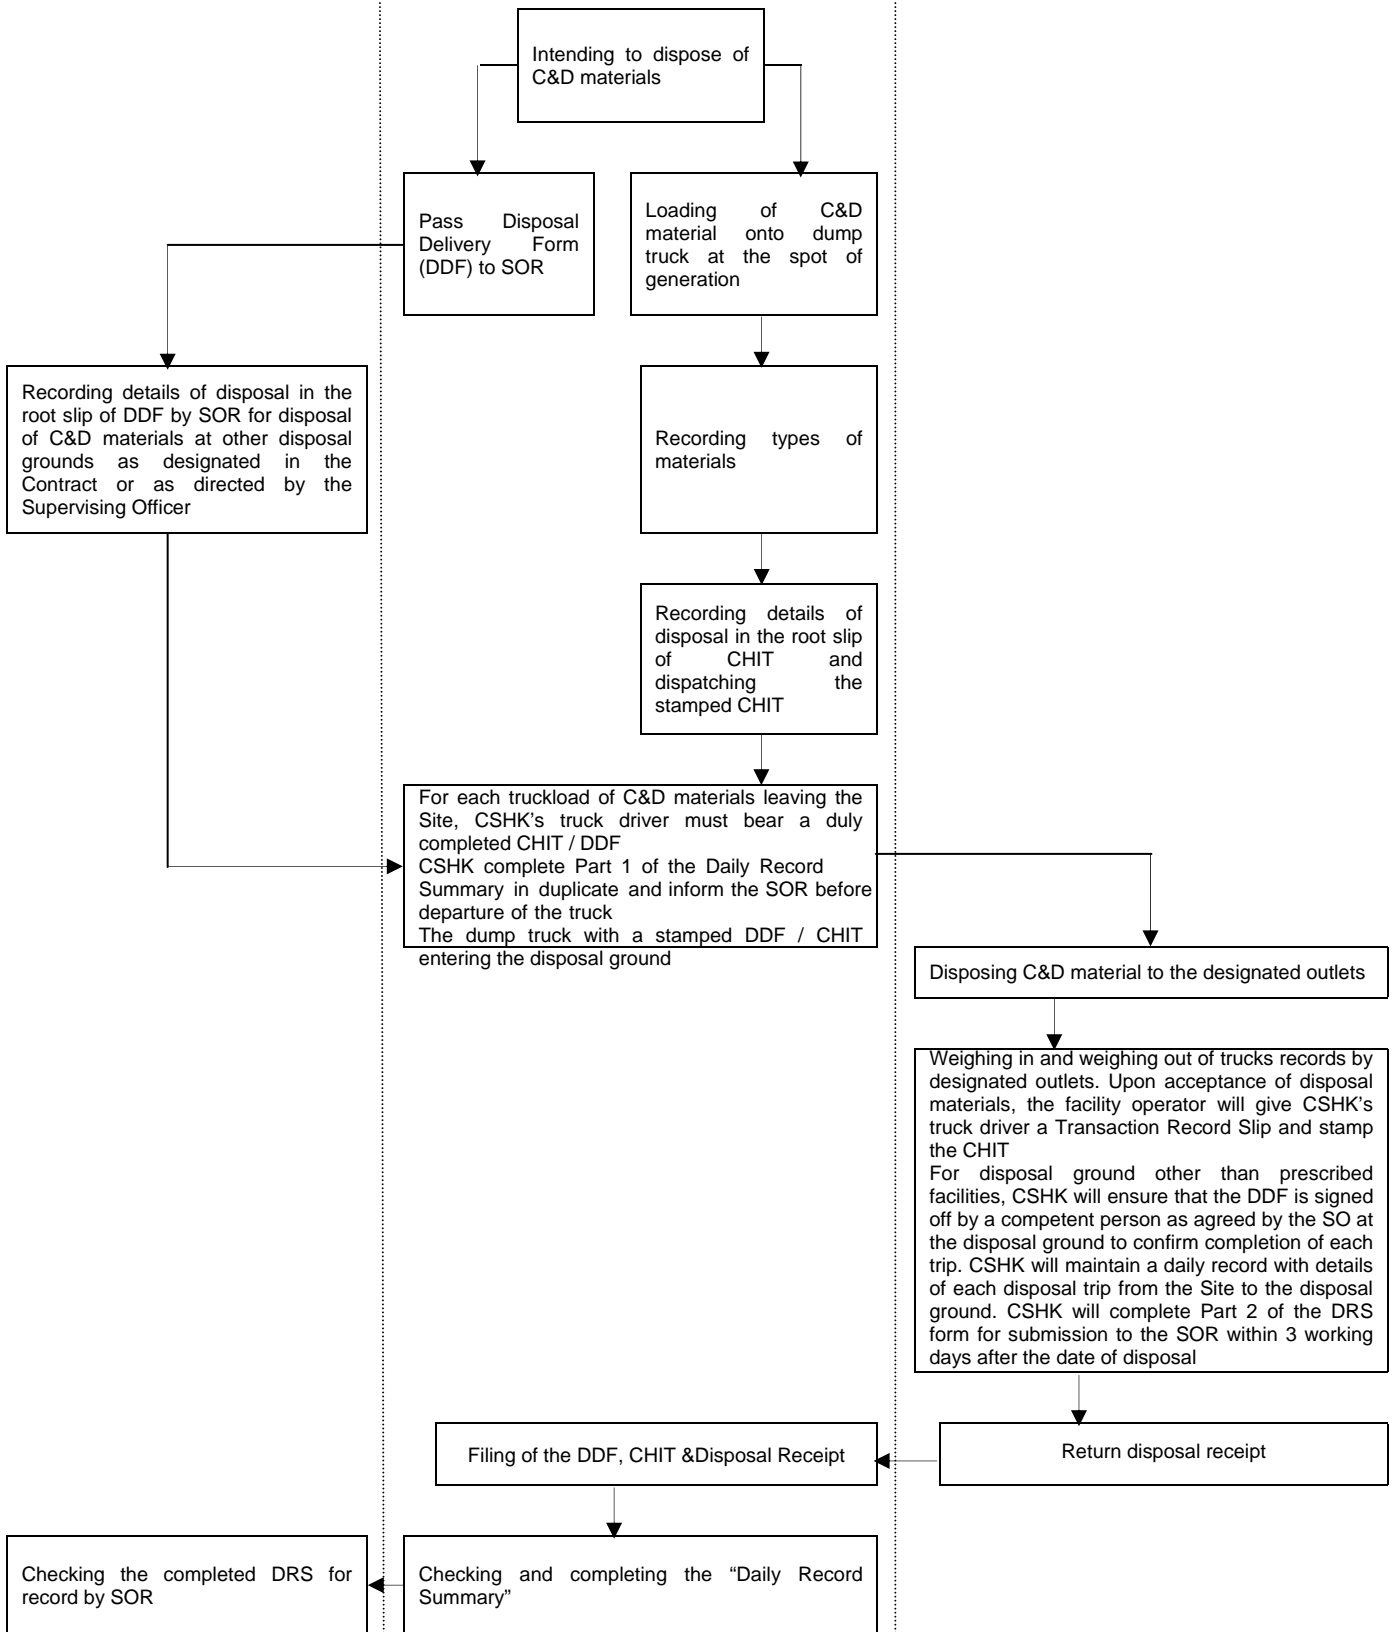 Intending to dispose of
C&D materials
Pass Disposal
Delivery Form
(DDF) to SOR
Loading of C&D
material onto dump
truck at the spot of
generation
Recording details of disposal in the
root slip of DDF by SOR for disposal
of C&D materials at other disposal
grounds as designated in the
Contract or as directed by the
Supervising Officer
Recording types of
materials
Recording details of
disposal in the root slip
of CHIT and
dispatching the
stamped CHIT
For each truckload of C&D materials leaving the
Site, CSHK's truck driver must bear a duly
completed CHIT / DDF
CSHK complete Part 1 of the Daily Record
Summary in duplicate and inform the SOR before
departure of the truck
The dump truck with a stamped DDF / CHIT
entering the disposal ground
Disposing C&D material to the designated outlets
Weighing in and weighing out of trucks records by
designated outlets. Upon acceptance of disposal
materials, the facility operator will give CSHK's
truck driver a Transaction Record Slip and stamp
the CHIT
For disposal ground other than prescribed
facilities, CSHK will ensure that the DDF is signed
off by a competent person as agreed by the SO at
the disposal ground to confirm completion of each
trip. CSHK will maintain a daily record with details
of each disposal trip from the Site to the disposal
ground. CSHK will complete Part 2 of the DRS
form for submission to the SOR within 3 working
days after the date of disposal
Filing of the DDF, CHIT &Disposal Receipt
Return disposal receipt
Checking the completed DRS for
record by SOR
Checking and completing the “Daily Record
Summary”